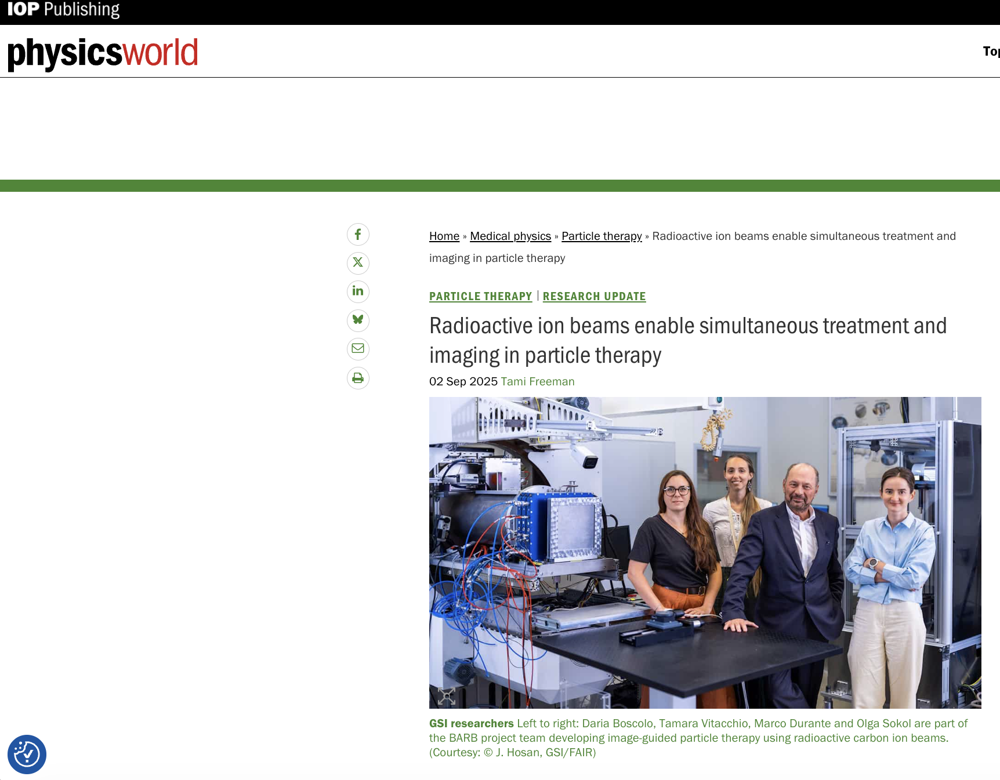 IOP Publishing
physicsworld
Top
Home » Medical physics » Particle therapy » Radioactive ion beams enable simultaneous treatment and
imaging in particle therapy
PARTICLE THERAPY | RESEARCH UPDATE
Radioactive ion beams enable simultaneous treatment and
imaging in particle therapy
02 Sep 2025 Tami Freeman
GSI researchers Left to right: Daria Boscolo, Tamara Vitacchio, Marco Durante and Olga Sokol are part of
the BARB project team developing image-guided particle therapy using radioactive carbon ion beams.
(Courtesy: © J. Hosan, GSI/FAIR)